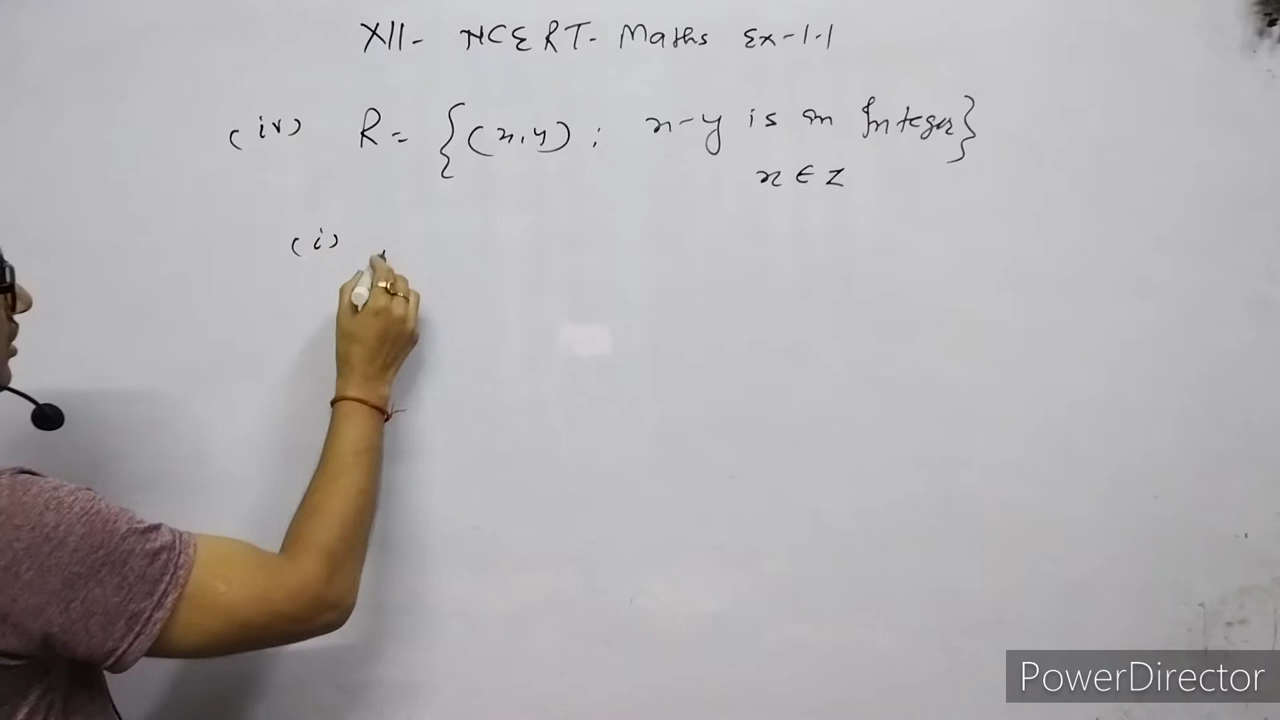 XII- NCERT- Maths Ex-1.1
(iv) R= {(x,y) ; x-y is an Integer}
x ∈ Z
(i)
PowerDirector